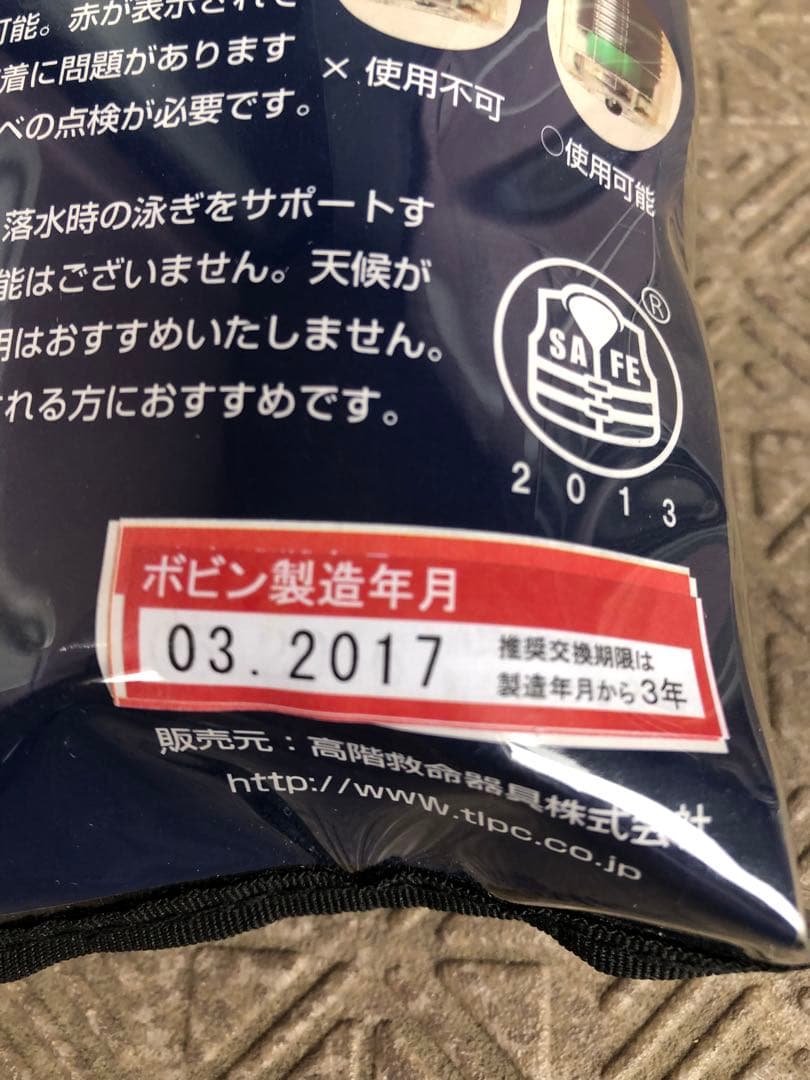 可能。赤が表示されて
着に問題があります
べの点検が必要です。
× 使用不可
○使用可能
落水時の泳ぎをサポートす
能はございません。天候が
用はおすすめいたしません。
される方におすすめです。
SAFE
®
2013
ボビン製造年月
03.2017
推奨交換期限は
製造年月から3年
販売元：高階救命器具株式会社
http://www.tlpc.co.jp